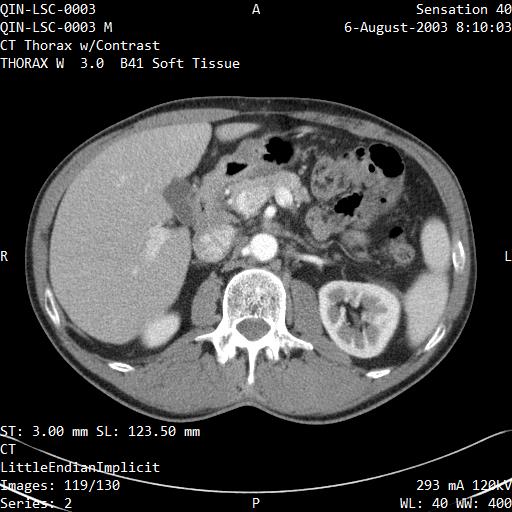 QIN-LSC-0003
A
Sensation 40
QIN-LSC-0003 M
6-August-2003 8:10:03
CT Thorax w/Contrast
THORAX W 3.0 B41 Soft Tissue
R
L
ST: 3.00 mm SL: 123.50 mm
CT
LittleEndianImplicit
Images: 119/130
293 mA 120kV
Series: 2
P
WL: 40 WW: 400